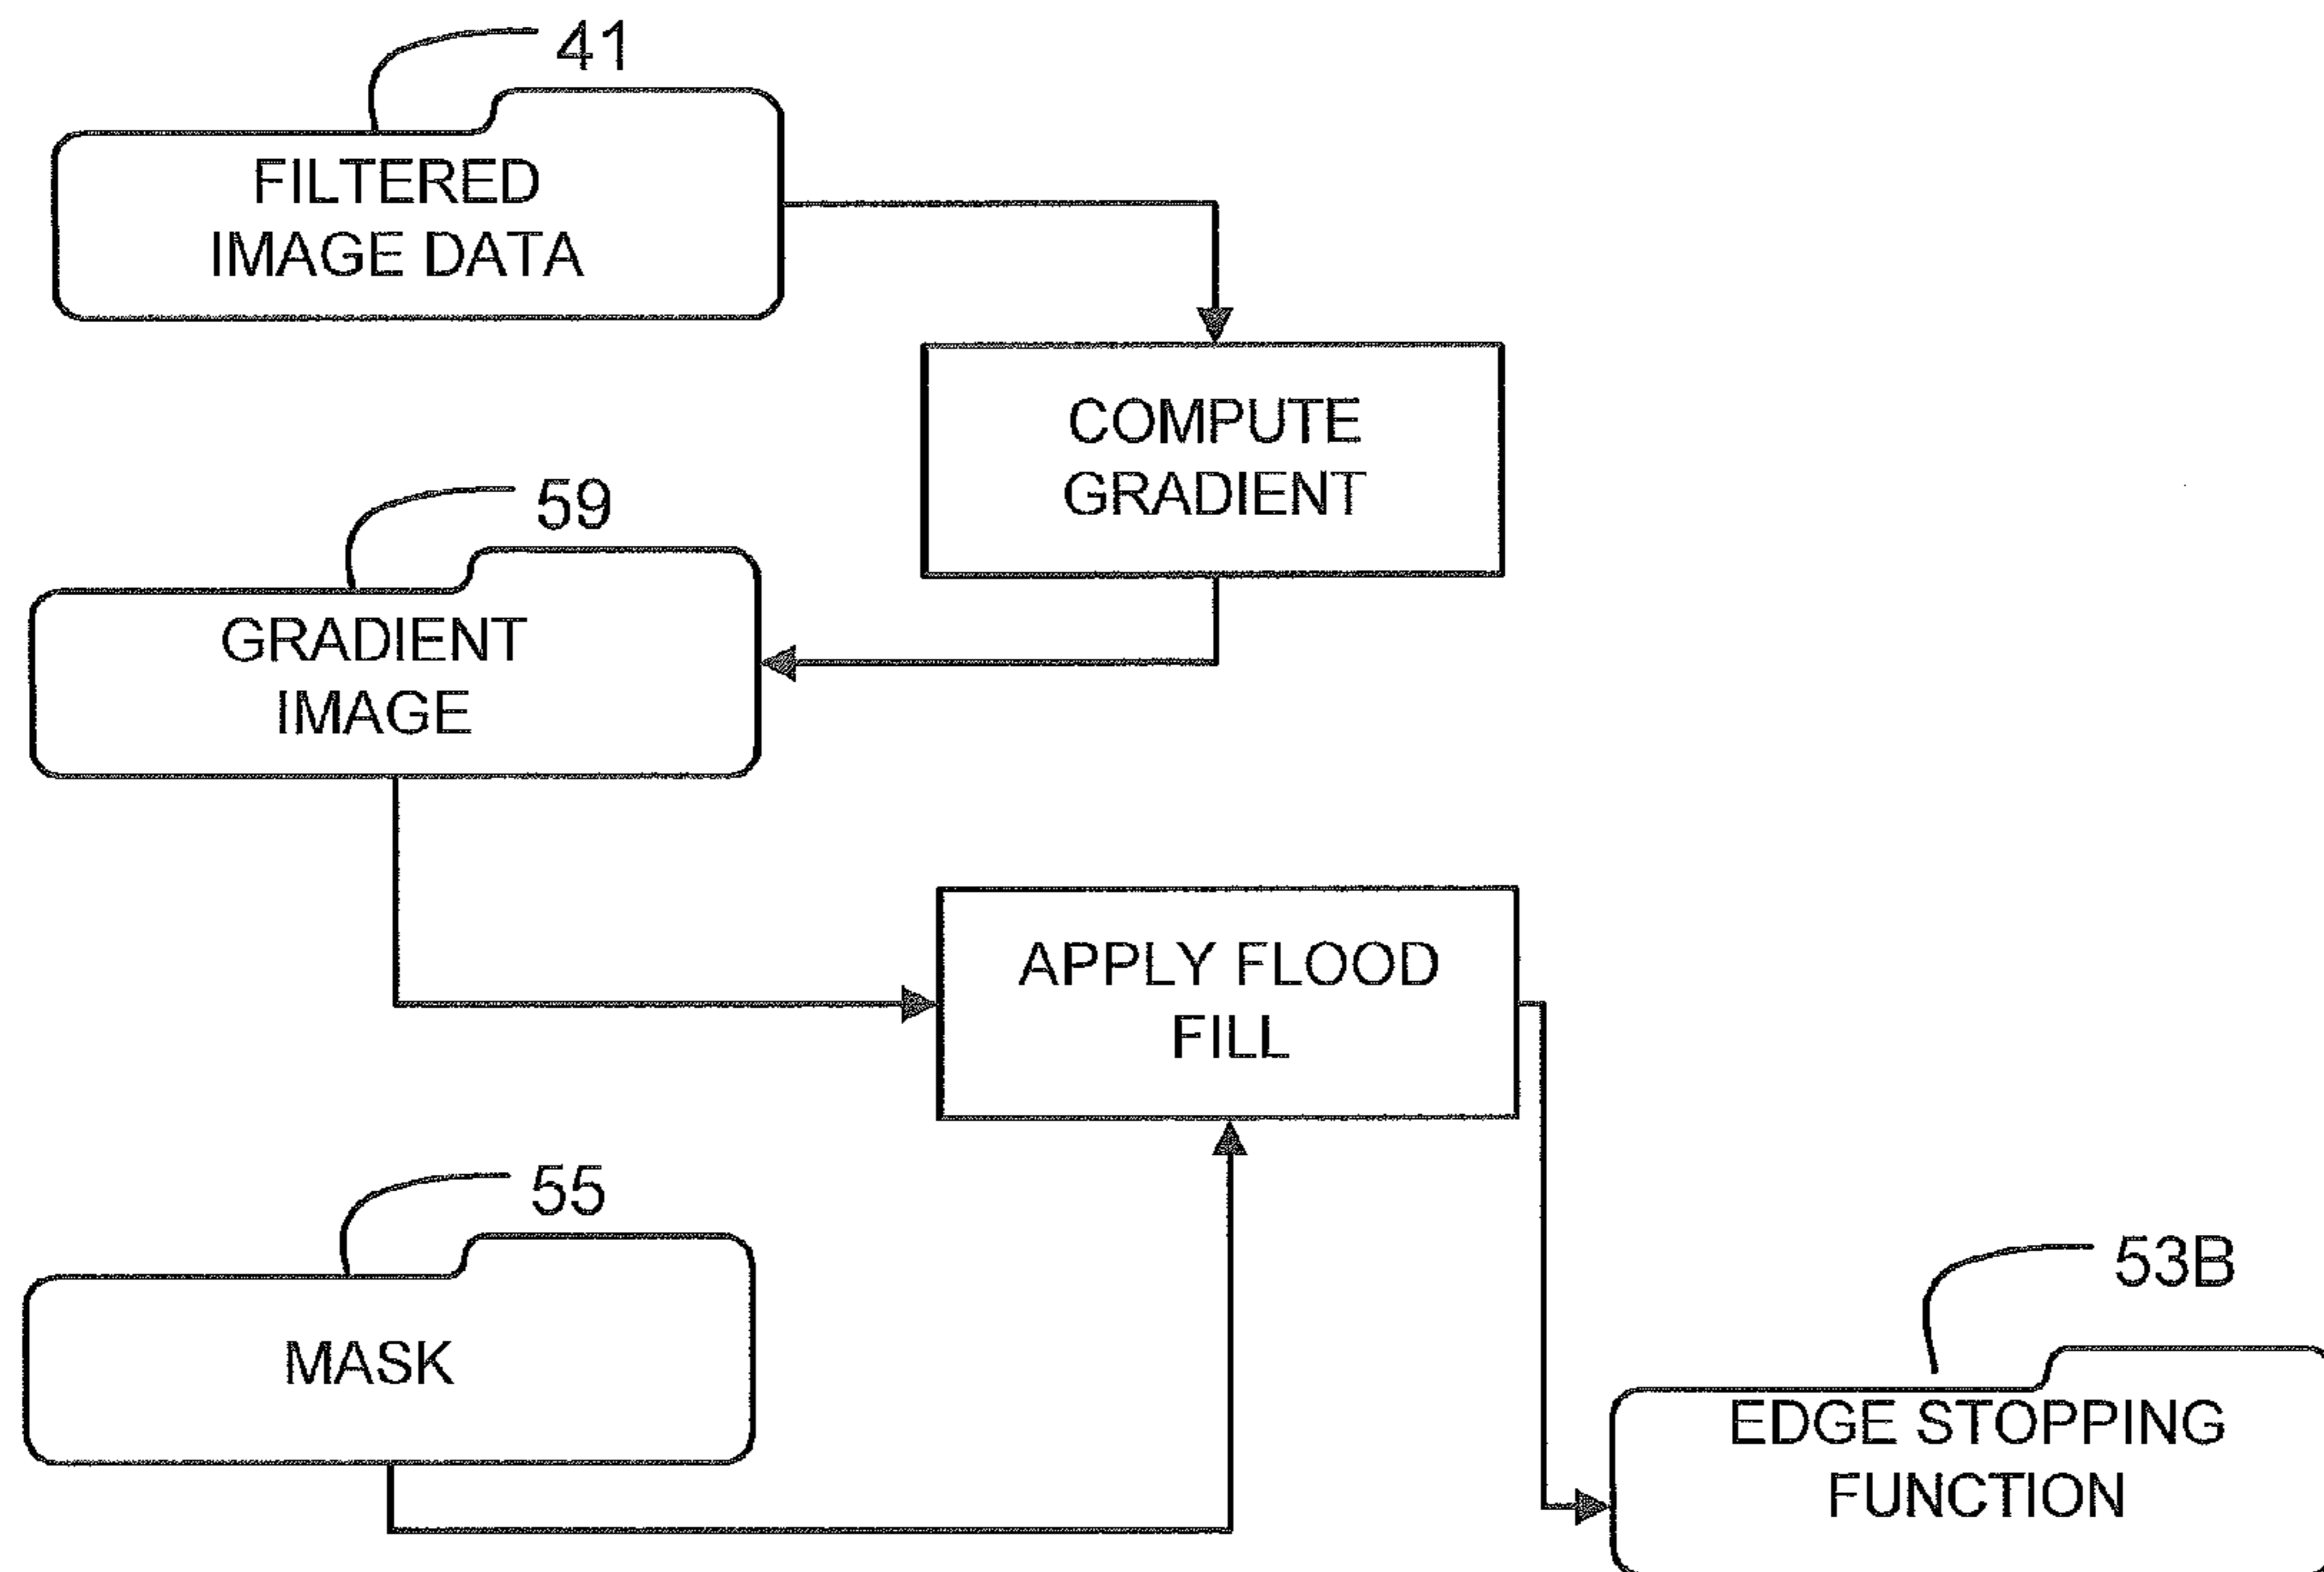 41
FILTERED
IMAGE DATA
COMPUTE
GRADIENT
59
GRADIENT
IMAGE
APPLY FLOOD
FILL
55
MASK
53B
EDGE STOPPING
FUNCTION